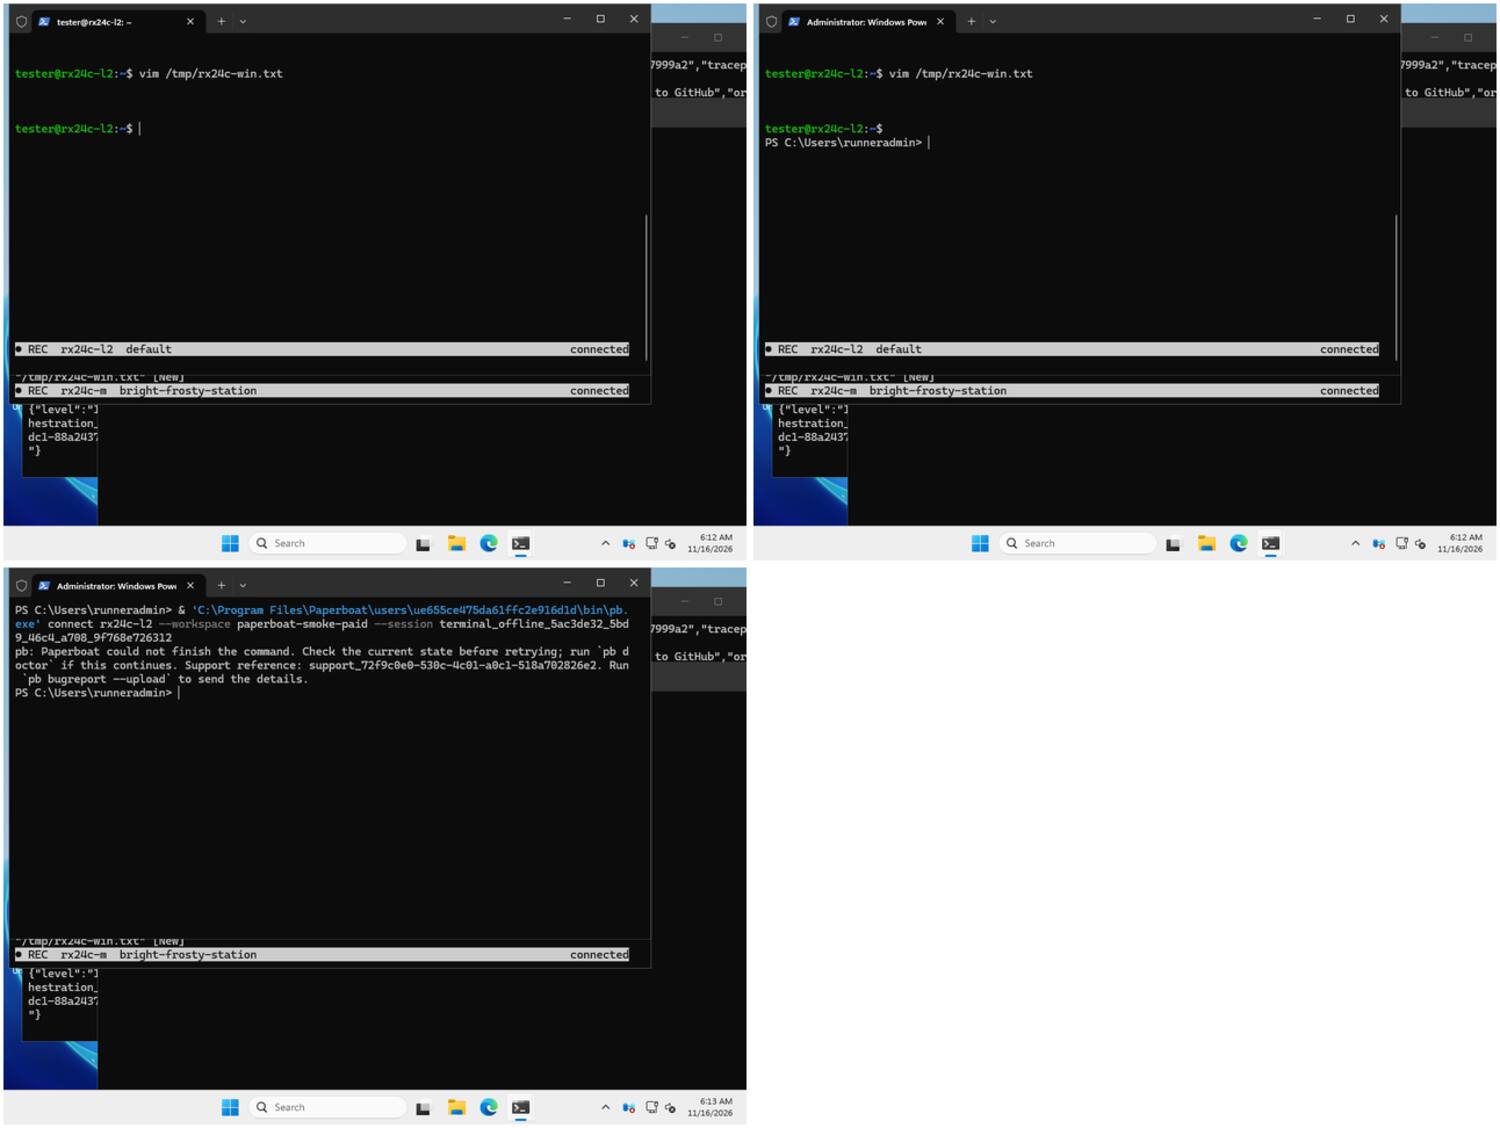 tester@rx24c-l2: ~
tester@rx24c-l2:~$ vim /tmp/rx24c-win.txt
7999a2","tracep
to GitHub","or
tester@rx24c-l2:~$
● REC rx24c-l2 default connected
"/tmp/rx24c-win.txt" [New]
● REC rx24c-m bright-frosty-station connected
{"level":"
hestration_
dc1-88a2437
"}
Search
6:12 AM
11/16/2026
Administrator: Windows Pow
tester@rx24c-l2:~$ vim /tmp/rx24c-win.txt
7999a2","tracep
to GitHub","or
tester@rx24c-l2:~$
PS C:\Users\runneradmin>
● REC rx24c-l2 default connected
"/tmp/rx24c-win.txt" [New]
● REC rx24c-m bright-frosty-station connected
{"level":"
hestration_
dc1-88a2437
"}
Search
6:12 AM
11/16/2026
Administrator: Windows Pow
PS C:\Users\runneradmin> & 'C:\Program Files\Paperboat\users\ue655ce475da61ffc2e916d1d\bin\pb.
exe' connect rx24c-l2 --workspace paperboat-smoke-paid --session terminal_offline_5ac3de32_5bd
9_46c4_a708_9f768e726312
pb: Paperboat could not finish the command. Check the current state before retrying; run `pb d
octor` if this continues. Support reference: support_72f9c0e0-530c-4c01-a0c1-518a702826e2. Run
`pb bugreport --upload` to send the details.
PS C:\Users\runneradmin>
7999a2","tracep
to GitHub","or
"/tmp/rx24c-win.txt" [New]
● REC rx24c-m bright-frosty-station connected
{"level":"
hestration_
dc1-88a2437
"}
Search
6:13 AM
11/16/2026